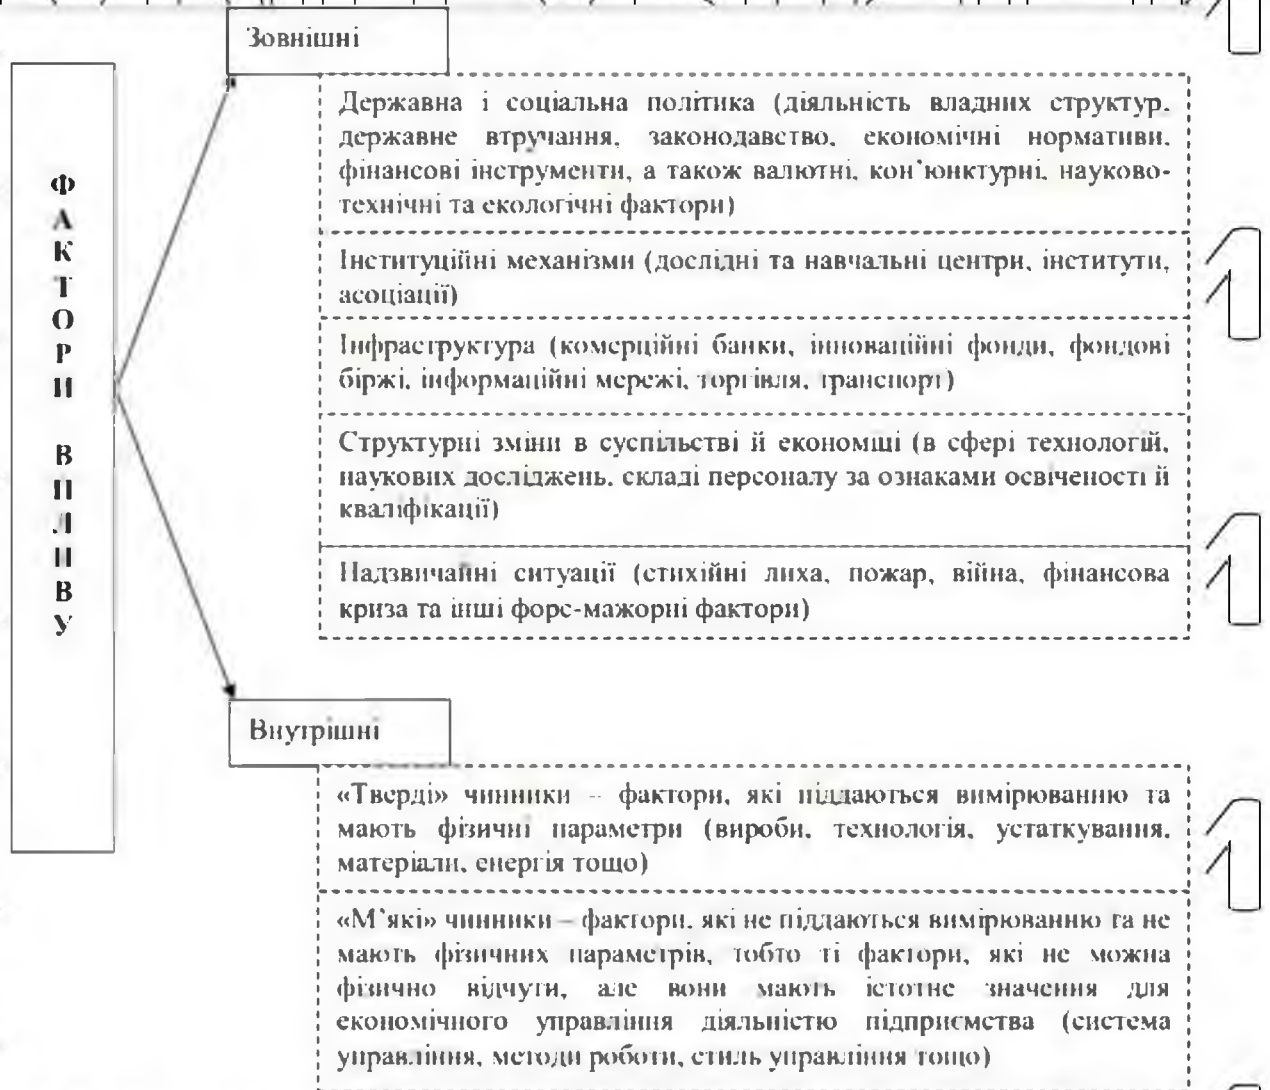 Зовнішні
ФАКТОРИ ВПЛИВУ
Державна і соціальна політика (діяльність владних структур,
державне втручання, законодавство, економічні нормативи,
фінансові інструменти, а також валютні, кон’юнктурні, науково-
технічні та екологічні фактори)
Інституційні механізми (дослідні та навчальні центри, інститути,
асоціації)
Інфраструктура (комерційні банки, інноваційні фонди, фондові
біржі, інформаційні мережі, торгівля, транспорт)
Структурні зміни в суспільстві й економіці (в сфері технологій,
наукових досліджень, складі персоналу за ознаками освіченості й
кваліфікації)
Надзвичайні ситуації (стихійні лиха, пожар, війна, фінансова
криза та інші форс-мажорні фактори)
Внутрішні
«Тверді» чинники – фактори, які піддаються вимірюванню та
мають фізичні параметри (вироби, технологія, устаткування,
матеріали, енергія тощо)
«М’які» чинники – фактори, які не піддаються вимірюванню та не
мають фізичних параметрів, тобто ті фактори, які не можна
фізично відчути, але вони мають істотне значення для
економічного управління діяльністю підприємства (система
управління, методи роботи, стиль управління тощо)